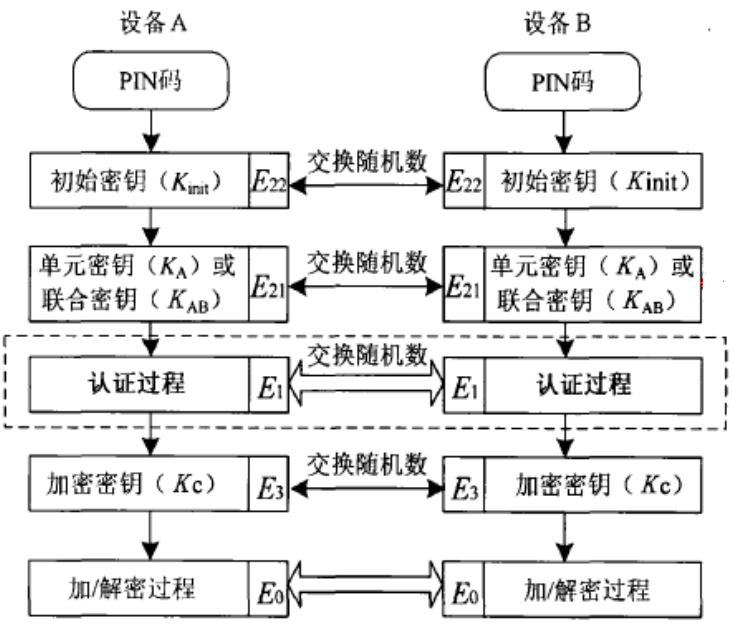 设备A 设备B
PIN码 PIN码
初始密钥（Kinit） E22 交换随机数 E22 初始密钥（Kinit）
单元密钥（KA）或 E21 交换随机数 E21 单元密钥（KA）或
联合密钥（KAB） 联合密钥（KAB）
交换随机数
认证过程 E1 E1 认证过程
加密密钥（Kc） E3 交换随机数 E3 加密密钥（Kc）
加/解密过程 E0 E0 加/解密过程